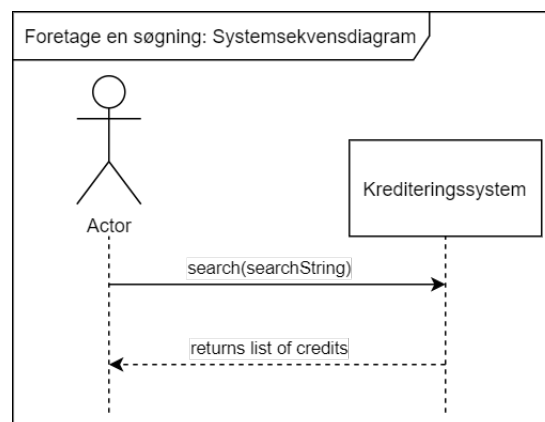 Foretage en søgning: Systemsekvensdiagram
Krediteringssystem
Actor
search(searchString)
returns list of credits